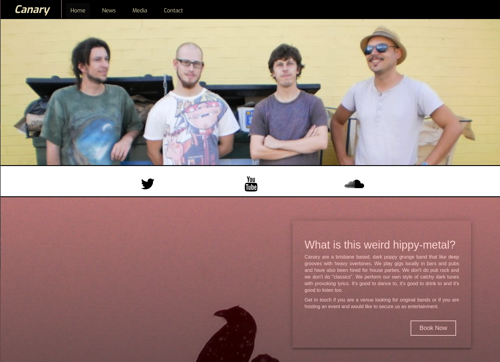 Canary
Home
News
Media
Contact
You
Tube
What is this weird hippy-metal?
Canary are a brisbane based, dark poppy grunge band that like deep
grooves with heavy overtones. We play gigs locally in bars and pubs
and have also been hired for house parties. We don't do pub rock and
we don't do "classics". We perform our own style of catchy dark tunes
with provoking lyrics. It's good to dance to, it's good to drink to and it's
good to listen too.
Get in touch if you are a venue looking for original bands or if you are
hosting an event and would like to secure us as entertainment.
Book Now